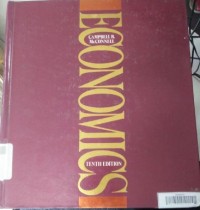 ECONOMICS
CAMPBELL R.
McCONNELL
TENTH EDITION